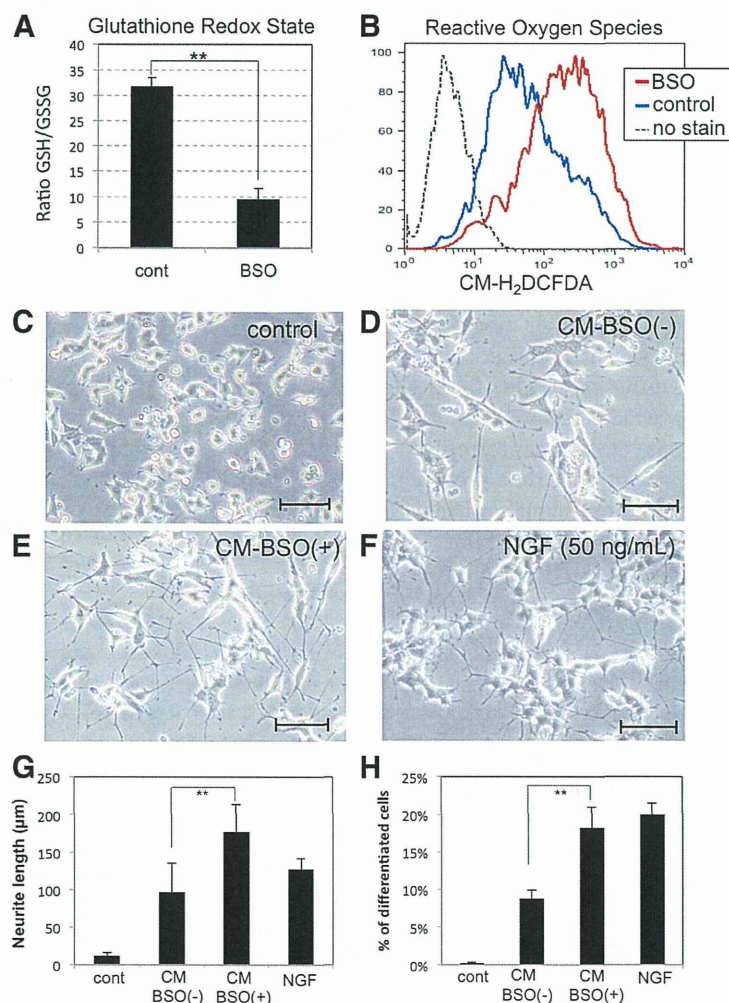 A
Glutathione Redox State
**
Ratio GSH/GSSG
40
35
30
25
20
15
10
5
0
cont BSO
B
Reactive Oxygen Species
100
80
60
40
20
0
10⁰ 10¹ 10² 10³ 10⁴
CM-H₂DCFDA
BSO
control
no stain
C control
D CM-BSO(-)
E CM-BSO(+)
F NGF (50 ng/mL)
G
Neurite length (µm)
250
200
150
100
50
0
**
cont CM BSO(-) CM BSO(+) NGF
H
% of differentiated cells
25%
20%
15%
10%
5%
0%
**
cont CM BSO(-) CM BSO(+) NGF